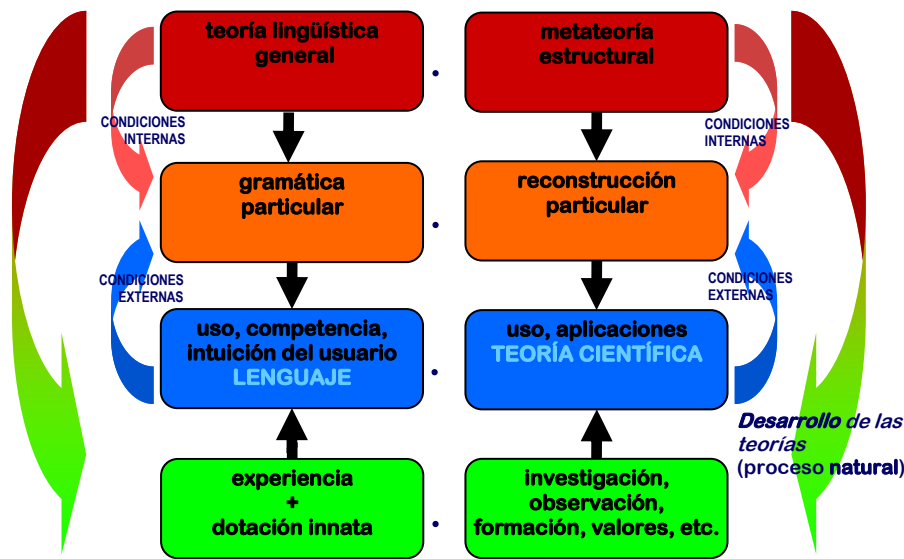 teoría lingüística
general
metateoría
estructural
CONDICIONES
INTERNAS
CONDICIONES
INTERNAS
gramática
particular
reconstrucción
particular
CONDICIONES
EXTERNAS
CONDICIONES
EXTERNAS
uso, competencia,
intuición del usuario
LENGUAJE
uso, aplicaciones
TEORÍA CIENTÍFICA
Desarrollo de las
teorías
(proceso natural)
experiencia
+
dotación innata
investigación,
observación,
formación, valores, etc.